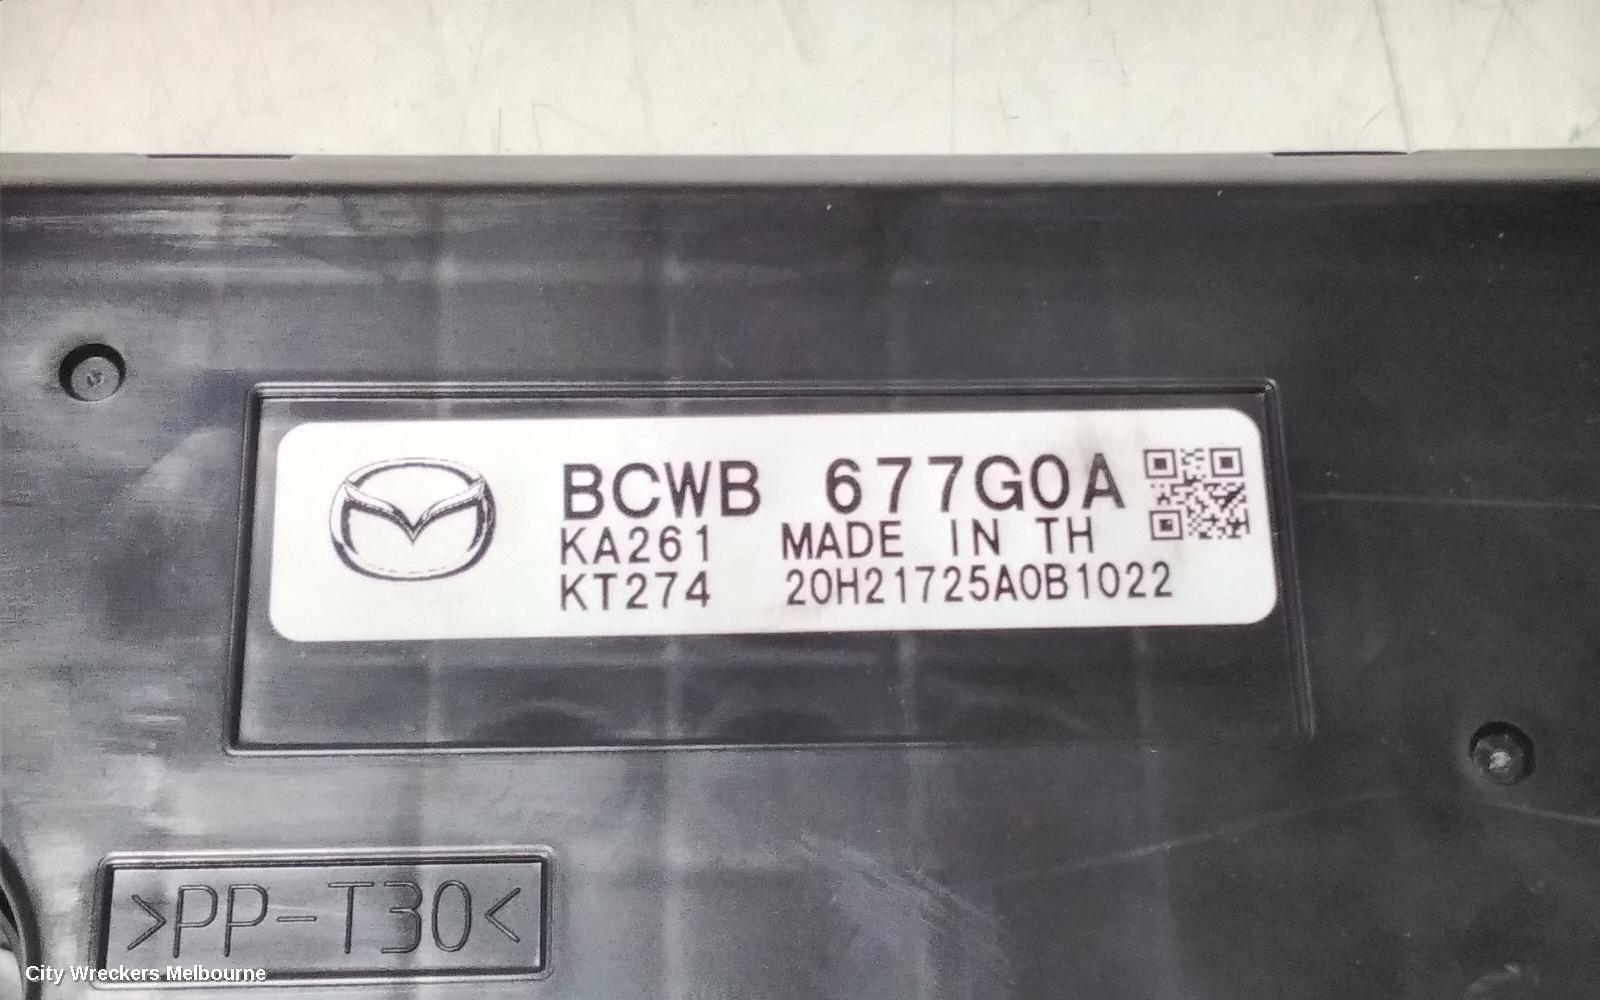 BCWB 677G0A
KA261 MADE IN TH
KT274 20H21725A0B1022
>PP-T30<
City Wreckers Melbourne